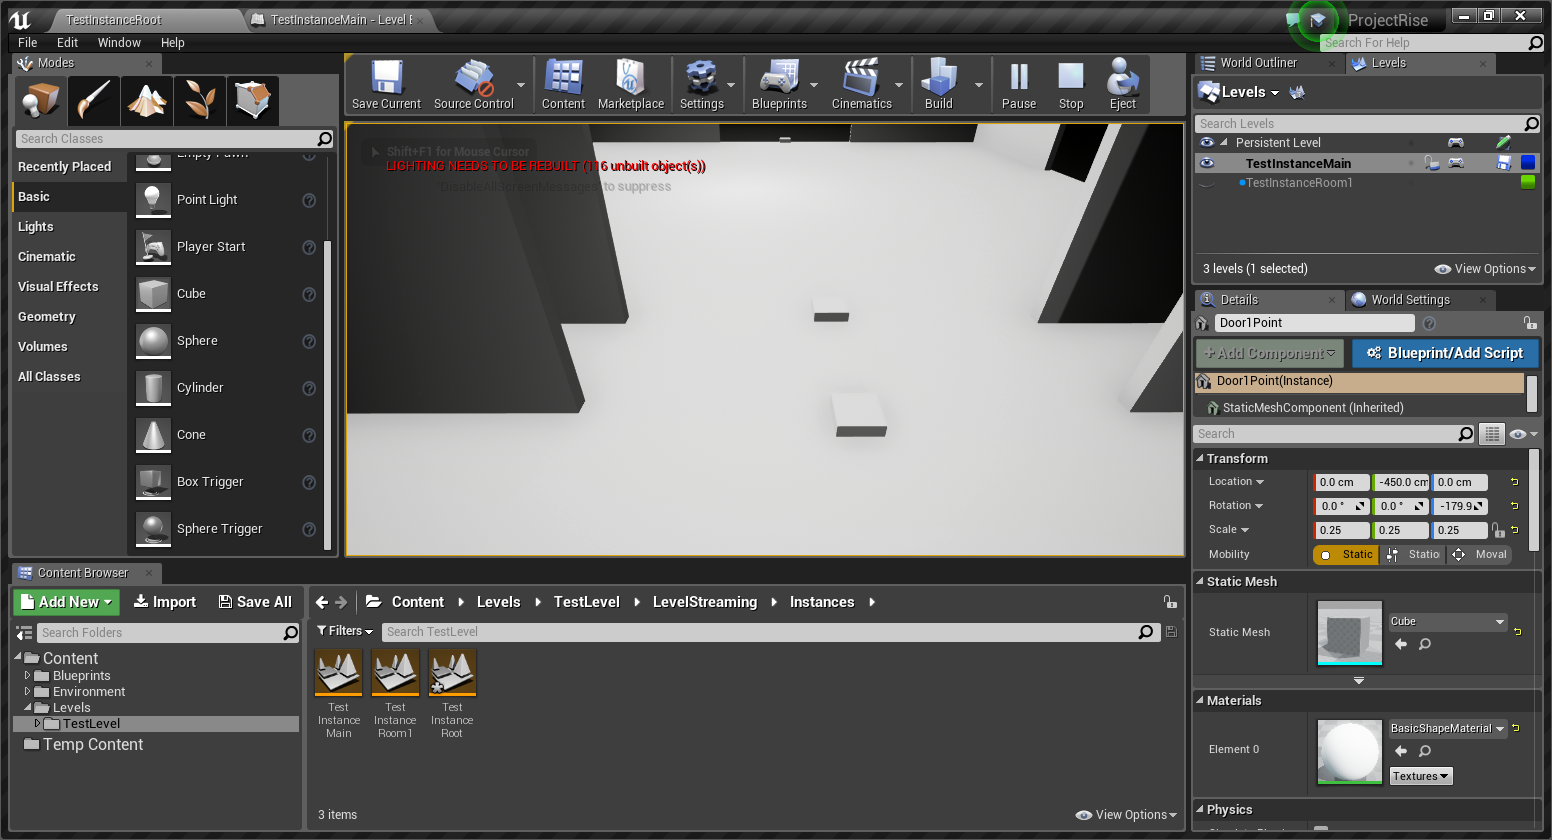 TestInstanceRoot
TestInstanceMain - Level E
ProjectRise
File Edit Window Help
Search For Help
Modes
Search Classes
Recently Placed
Basic
Lights
Cinematic
Visual Effects
Geometry
Volumes
All Classes
Empty Pawn
Point Light
Player Start
Cube
Sphere
Cylinder
Cone
Box Trigger
Sphere Trigger
Save Current
Source Control
Content
Marketplace
Settings
Blueprints
Cinematics
Build
Pause
Stop
Eject
Shift+F1 for Mouse Cursor
LIGHTING NEEDS TO BE REBUILT (116 unbuilt object(s))
'DisableAllScreenMessages' to suppress
World Outliner
Levels
Levels
Search Levels
Persistent Level
TestInstanceMain
TestInstanceRoom1
3 levels (1 selected)
View Options
Details
World Settings
Door1Point
+Add Component
Blueprint/Add Script
Door1Point(Instance)
StaticMeshComponent (Inherited)
Search
Transform
Location 0.0 cm -450.0 cm 0.0 cm
Rotation 0.0 ° 0.0 ° -179.9
Scale 0.25 0.25 0.25
Mobility Static Statio Moval
Static Mesh
Static Mesh
Cube
Materials
Element 0
BasicShapeMaterial
Textures
Physics
Content Browser
Add New Import Save All
Content Levels TestLevel LevelStreaming Instances
Search Folders
Filters
Search TestLevel
Content
Blueprints
Environment
Levels
TestLevel
Temp Content
Test
Instance
Main
Test
Instance
Room1
Test
Instance
Root
3 items
View Options